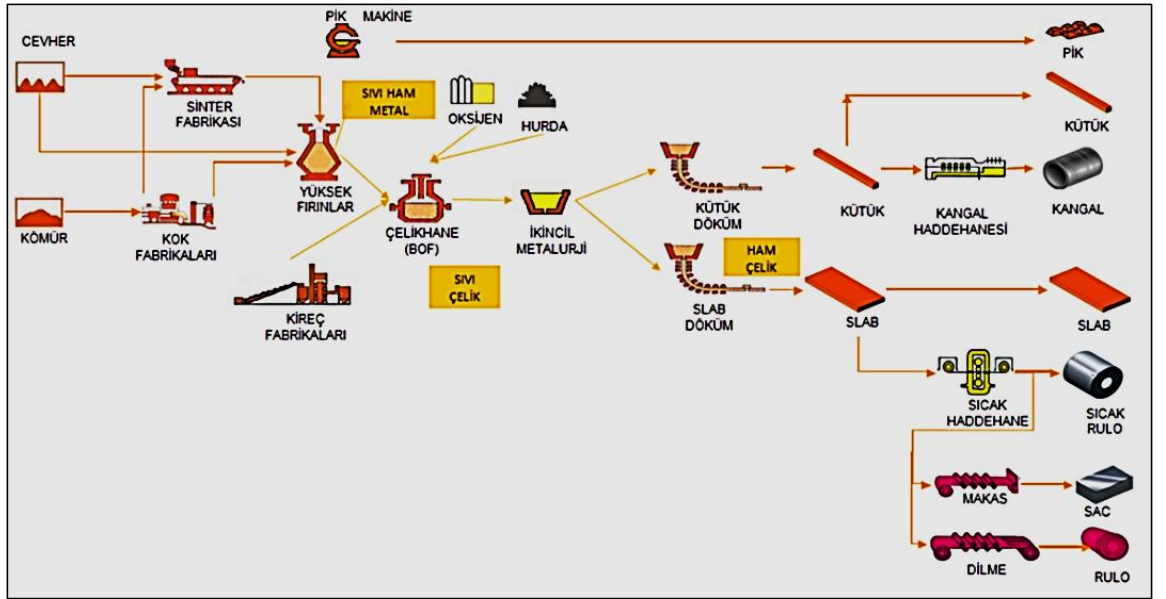 PİK MAKİNE
CEVHER
PİK
SİNTER
FABRİKASI
SIVI HAM
METAL
OKSİJEN
HURDA
KÜTÜK
YÜKSEK
FIRINLAR
KÖMÜR
KOK
FABRİKALARI
ÇELİKHANE
(BOF)
İKİNCİL
METALURJİ
KÜTÜK
DÖKÜM
KÜTÜK
KANGAL
HADDEHANESİ
KANGAL
SIVI
ÇELİK
HAM
ÇELİK
KİREÇ
FABRİKALARI
SLAB
DÖKÜM
SLAB
SLAB
SICAK
HADDEHANE
SICAK
RULO
MAKAS
SAC
DİLME
RULO